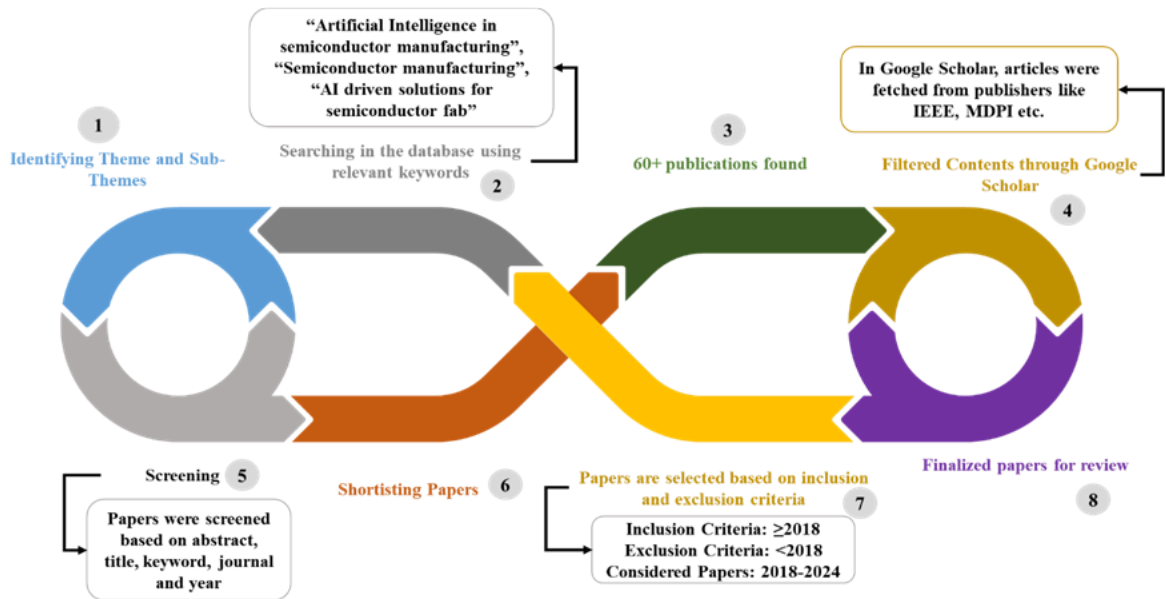 1
Identifying Theme and Sub-
Themes
“Artificial Intelligence in
semiconductor manufacturing”,
“Semiconductor manufacturing”,
“AI driven solutions for
semiconductor fab”
Searching in the database using
relevant keywords
2
3
60+ publications found
In Google Scholar, articles were
fetched from publishers like
IEEE, MDPI etc.
Filtered Contents through Google
Scholar
4
Screening
5
Papers were screened
based on abstract,
title, keyword, journal
and year
Shortisting Papers
6
Papers are selected based on inclusion
and exclusion criteria
7
Inclusion Criteria: ≥2018
Exclusion Criteria: <2018
Considered Papers: 2018-2024
Finalized papers for review
8